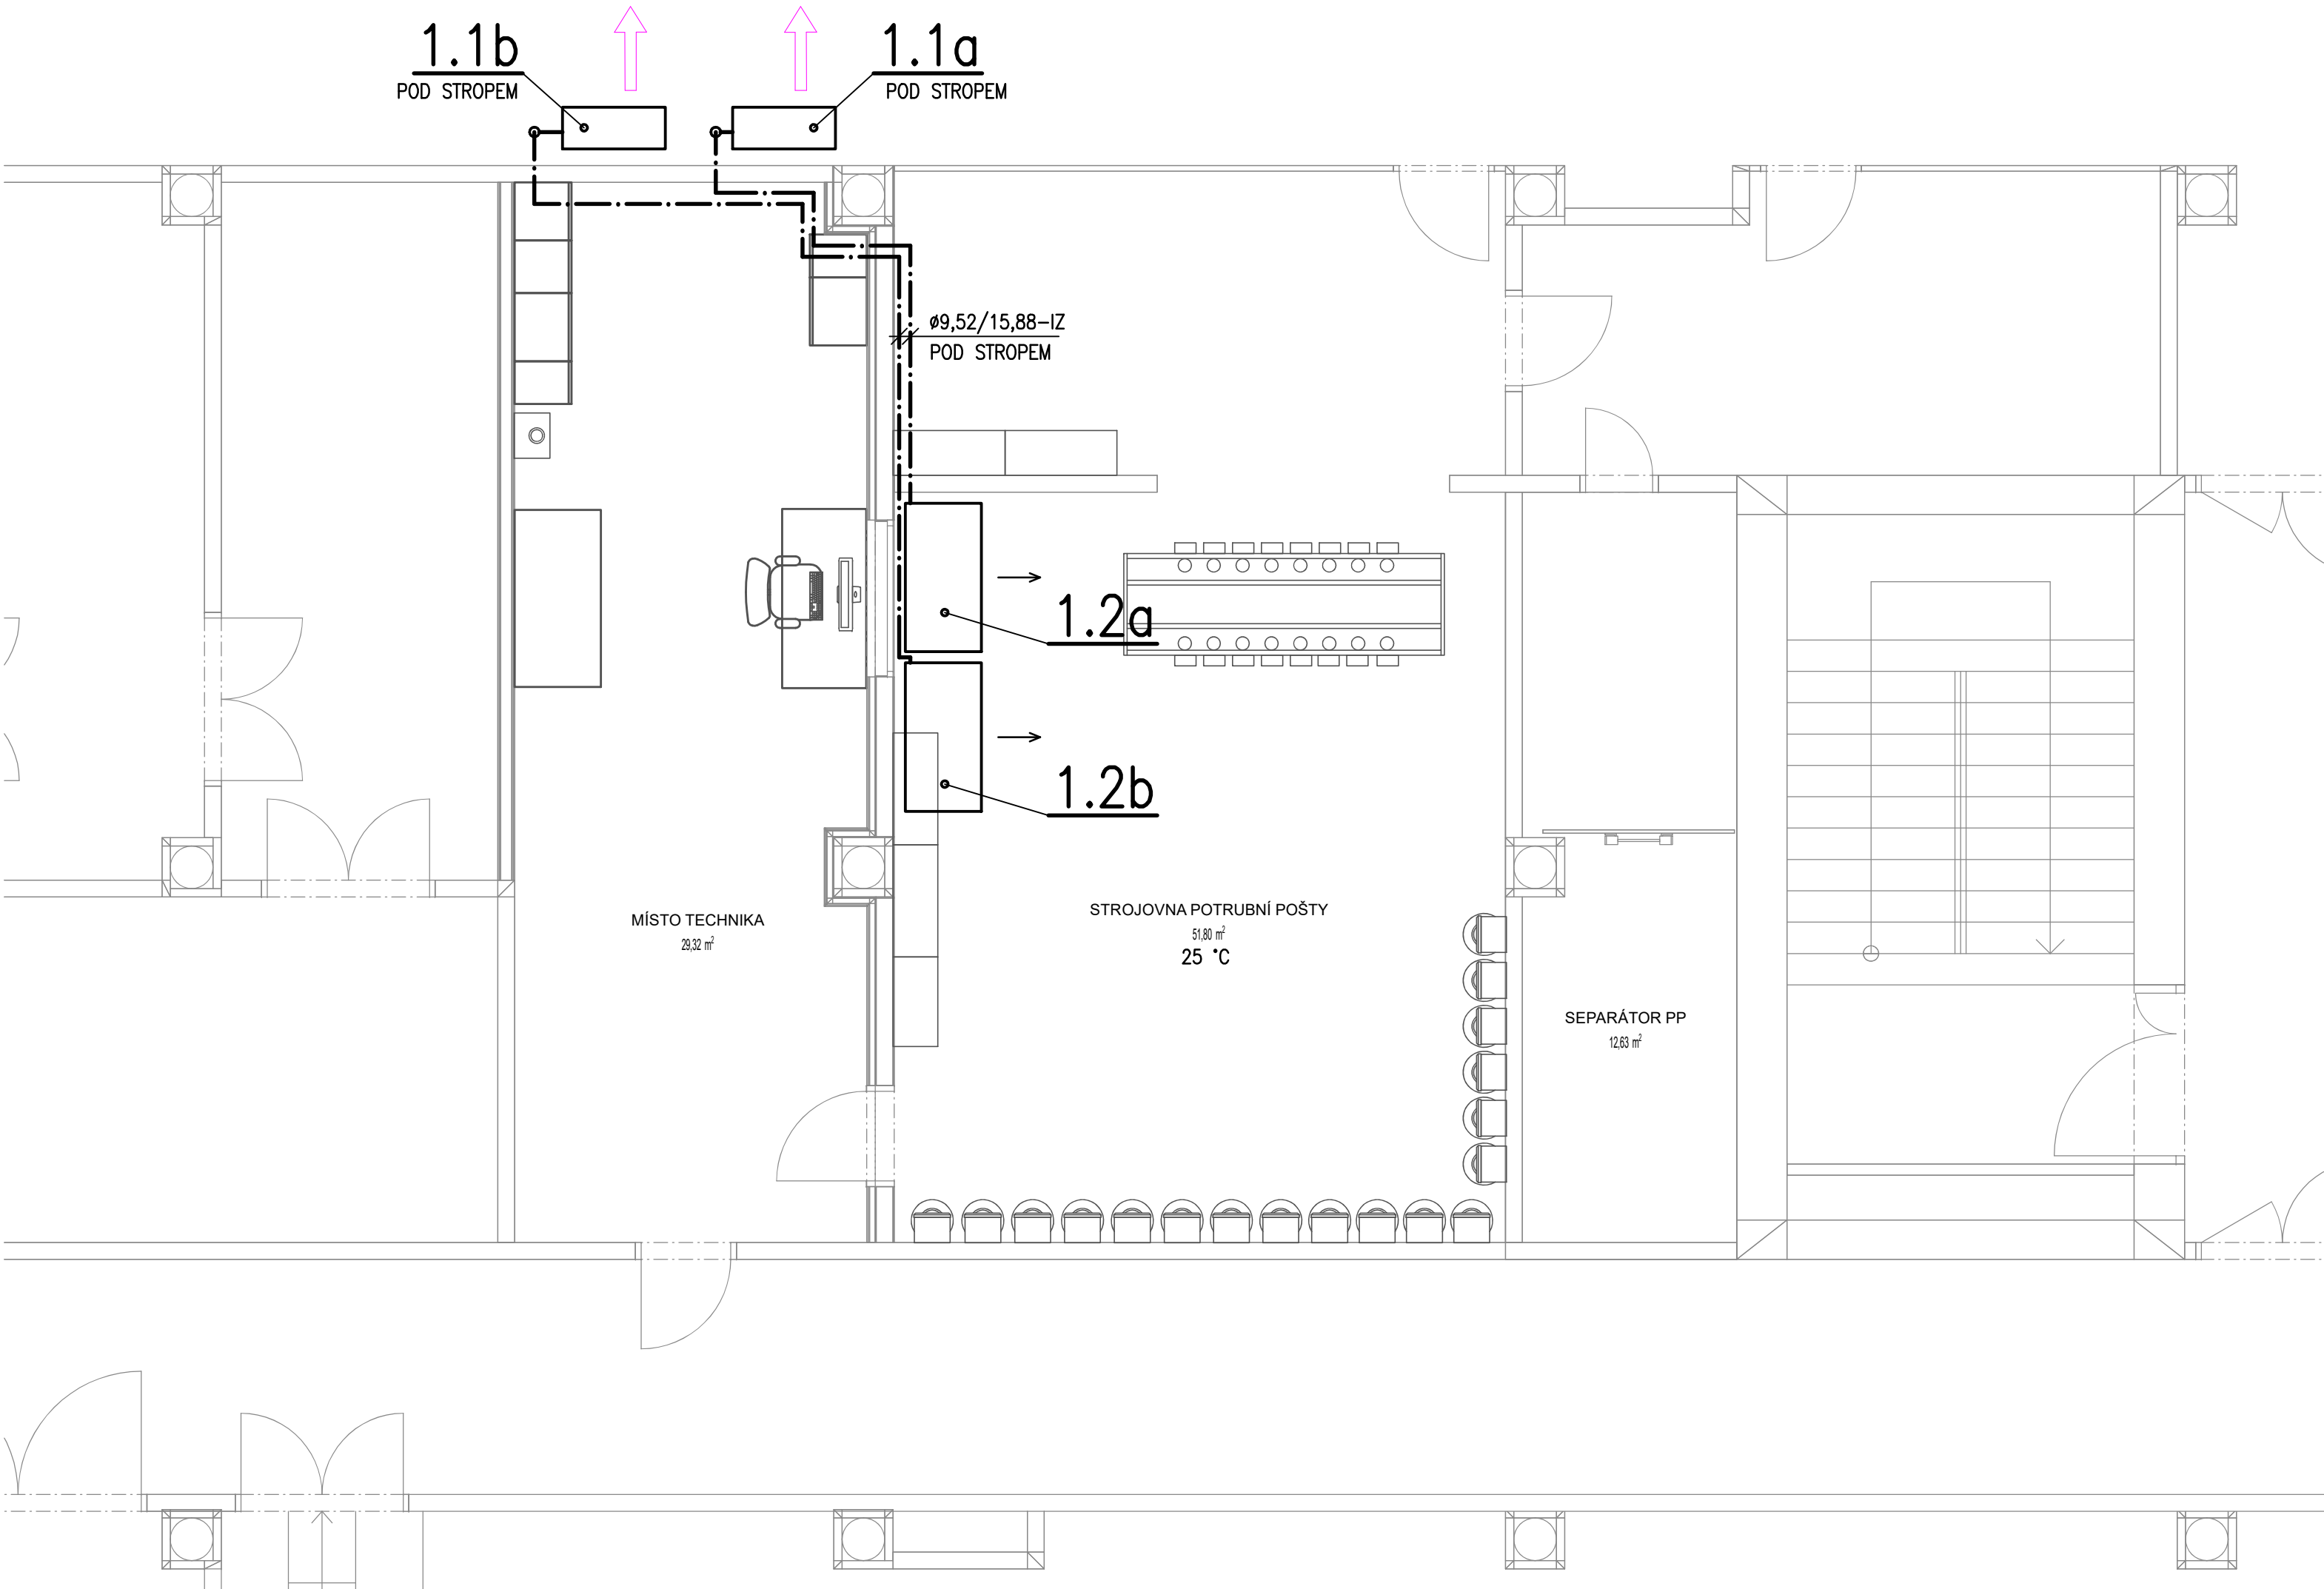 1.1b
POD STROPEM
1.1a
POD STROPEM
ø9,52/15,88-IZ
POD STROPEM
1.2a
1.2b
MÍSTO TECHNIKA
29,32 m²
STROJOVNA POTRUBNÍ POŠTY
51,80 m²
25 °C
SEPARÁTOR PP
12,63 m²